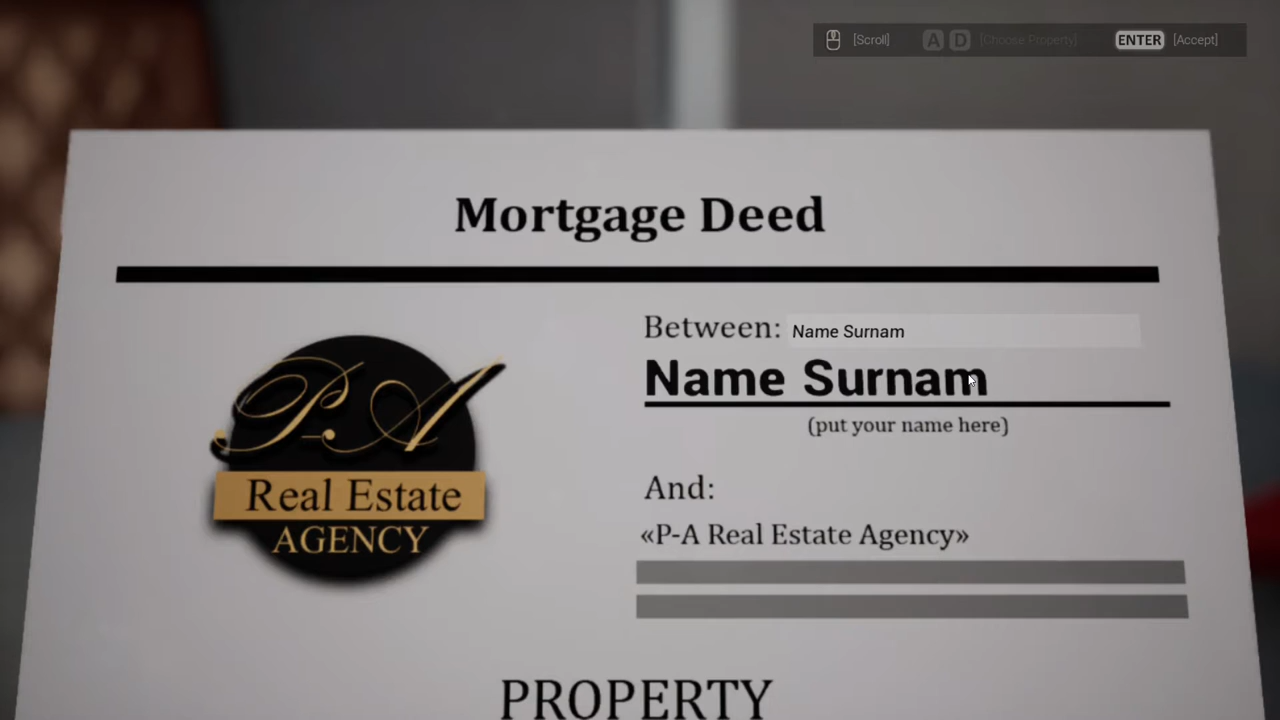 [Scroll] A D [Choose Property] ENTER [Accept]
Mortgage Deed
Between: Name Surnam
Name Surnam
(put your name here)
P-A
Real Estate
AGENCY
And:
«P-A Real Estate Agency»
PROPERTY